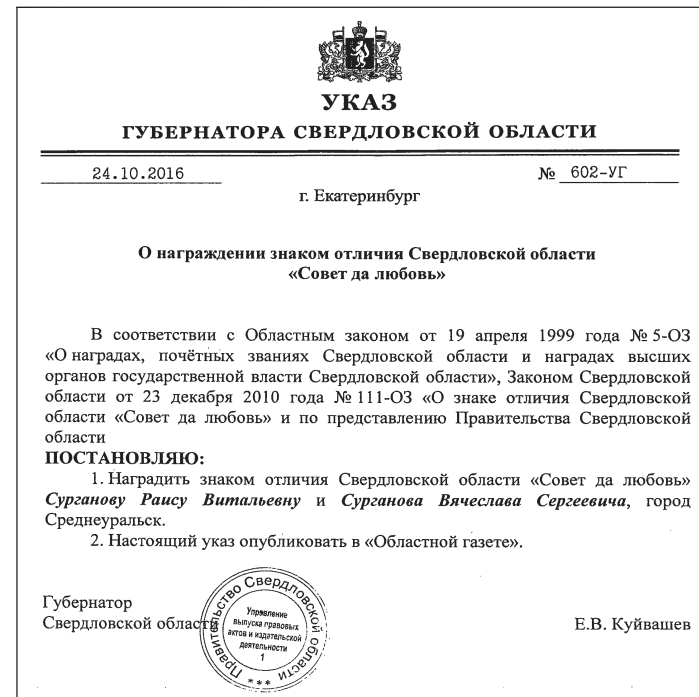 УКАЗ
ГУБЕРНАТОРА СВЕРДЛОВСКОЙ ОБЛАСТИ
24.10.2016 № 602-УГ
г. Екатеринбург
О награждении знаком отличия Свердловской области
«Совет да любовь»
В соответствии с Областным законом от 19 апреля 1999 года № 5-ОЗ
«О наградах, почётных званиях Свердловской области и наградах высших
органов государственной власти Свердловской области», Законом Свердловской
области от 23 декабря 2010 года № 111-ОЗ «О знаке отличия Свердловской
области «Совет да любовь» и по представлению Правительства Свердловской
области
ПОСТАНОВЛЯЮ:
1. Наградить знаком отличия Свердловской области «Совет да любовь»
Сурганову Раису Витальевну и Сурганова Вячеслава Сергеевича, город
Среднеуральск.
2. Настоящий указ опубликовать в «Областной газете».
Губернатор
Свердловской области Е.В. Куйвашев
Правительство Свердловской области ***
Управление
выпуска правовых
актов и издательской
деятельности
1